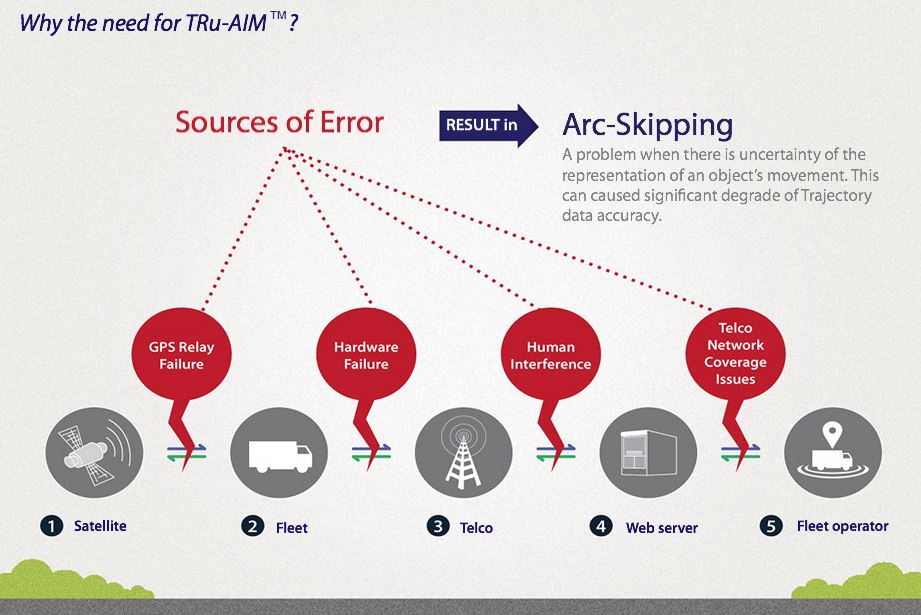 Why the need for TRu-AIM™?
Sources of Error
RESULT in
Arc-Skipping
A problem when there is uncertainty of the
representation of an object's movement. This
can caused significant degrade of Trajectory
data accuracy.
GPS Relay
Failure
Hardware
Failure
Human
Interference
Telco
Network
Coverage
Issues
1 Satellite
2 Fleet
3 Telco
4 Web server
5 Fleet operator